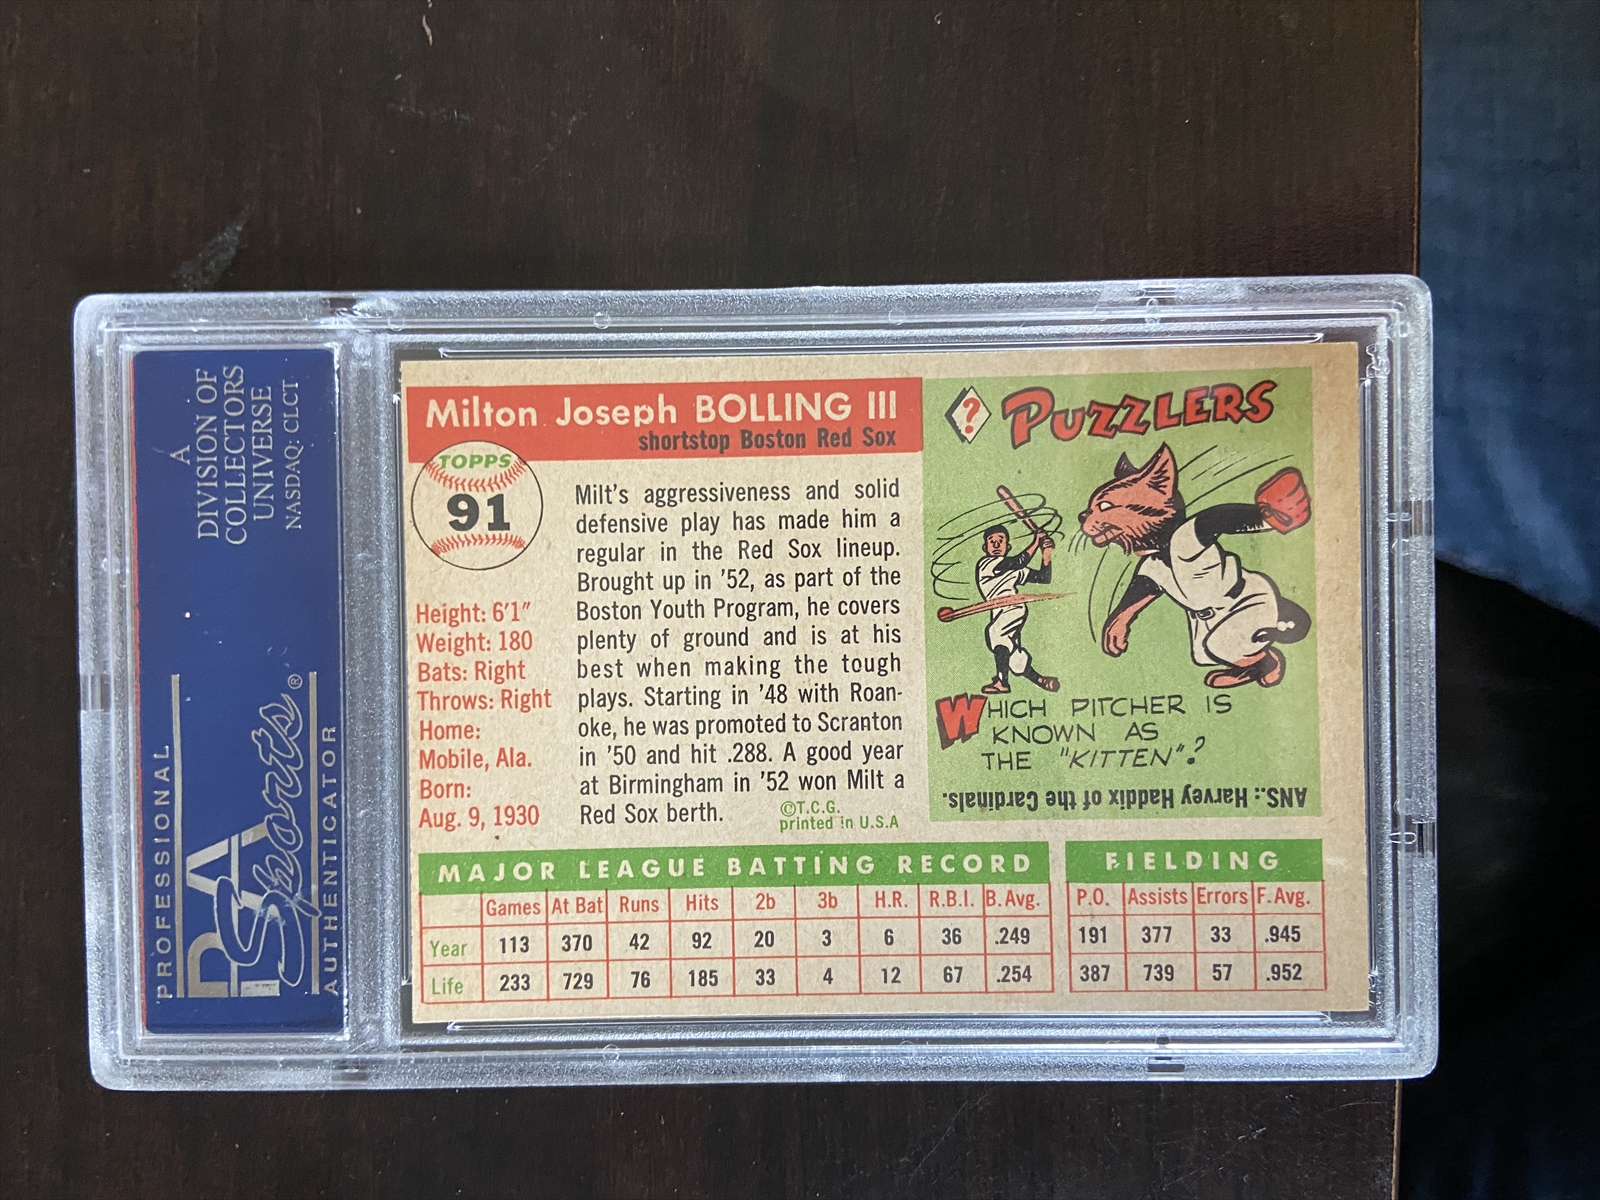 A
DIVISION OF
COLLECTORS
UNIVERSE
NASDAQ: CLCT
PROFESSIONAL
PSA
Sports®
AUTHENTICATOR
Milton Joseph BOLLING III
shortstop Boston Red Sox
TOPPS
91
Height: 6'1"
Weight: 180
Bats: Right
Throws: Right
Home:
Mobile, Ala.
Born:
Aug. 9, 1930
Milt's aggressiveness and solid
defensive play has made him a
regular in the Red Sox lineup.
Brought up in '52, as part of the
Boston Youth Program, he covers
plenty of ground and is at his
best when making the tough
plays. Starting in '48 with Roan-
oke, he was promoted to Scranton
in '50 and hit .288. A good year
at Birmingham in '52 won Milt a
Red Sox berth.
©T.C.G.
printed in U.S.A
? PUZZLERS
WHICH PITCHER IS
KNOWN AS
THE "KITTEN"?
ANS.: Harvey Haddix of the Cardinals.
MAJOR LEAGUE BATTING RECORD
Games At Bat Runs Hits 2b 3b H.R. R.B.I. B. Avg.
Year 113 370 42 92 20 3 6 36 .249
Life 233 729 76 185 33 4 12 67 .254
FIELDING
P.O. Assists Errors F. Avg.
191 377 33 .945
387 739 57 .952